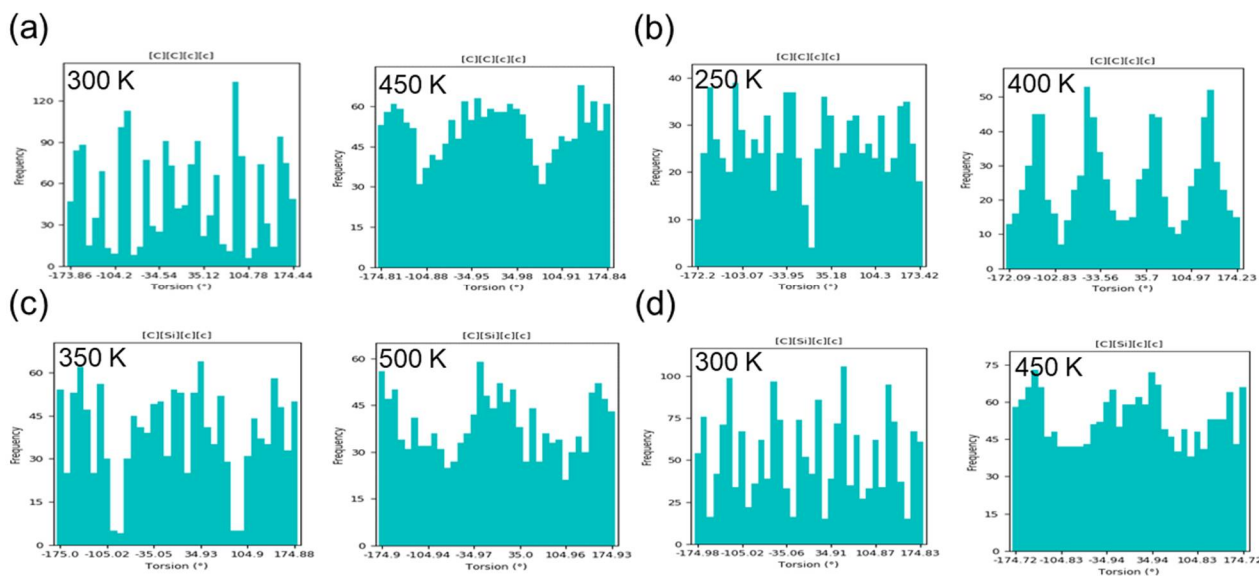 (a)
[C][C][c][c]
300 K
Frequency
120
90
60
30
0
-173.86 -104.2 -34.54 35.12 104.78 174.44
Torsion (°)
[C][C][c][c]
450 K
Frequency
60
45
30
15
0
-174.81 -104.88 -34.95 34.98 104.91 174.84
Torsion (°)
(b)
[C][C][c][c]
250 K
Frequency
40
30
20
10
0
-172.2 -103.07 -33.95 35.18 104.3 173.42
Torsion (°)
[C][C][c][c]
400 K
Frequency
50
40
30
20
10
0
-172.09 -102.83 -33.56 35.7 104.97 174.23
Torsion (°)
(c)
[C][Si][c][c]
350 K
Frequency
60
45
30
15
0
-175.0 -105.02 -35.05 34.93 104.9 174.88
Torsion (°)
[C][Si][c][c]
500 K
Frequency
60
45
30
15
0
-174.9 -104.94 -34.97 35.0 104.96 174.93
Torsion (°)
(d)
[C][Si][c][c]
300 K
Frequency
100
75
50
25
0
-174.98 -105.02 -35.06 34.91 104.87 174.83
Torsion (°)
[C][Si][c][c]
450 K
Frequency
75
60
45
30
15
0
-174.72 -104.83 -34.94 34.94 104.83 174.72
Torsion (°)